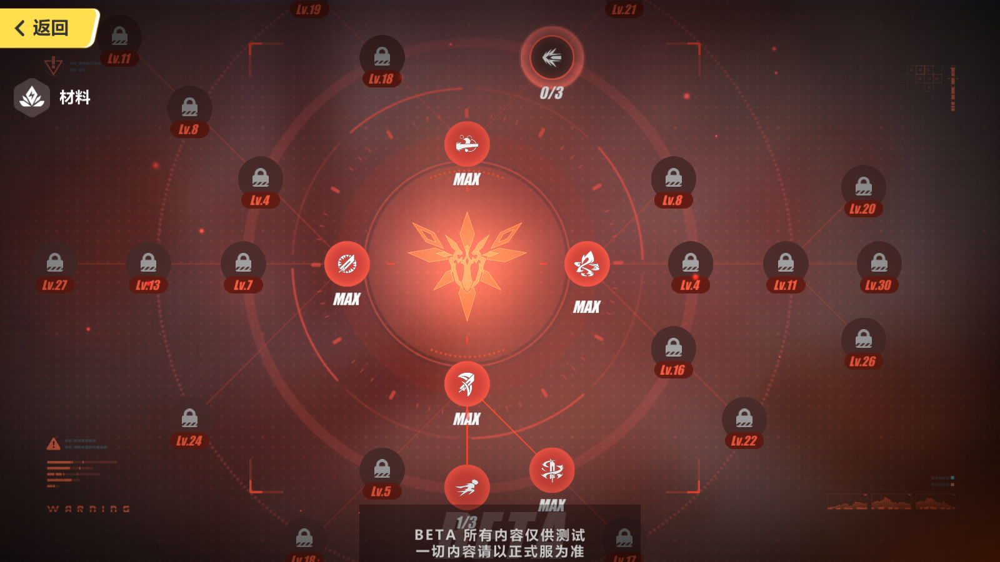 Lv.19
Lv.21
返回
Lv.11
Lv.18
0/3
材料
Lv.8
MAX
Lv.4
Lv.8
Lv.20
Lv.27
Lv.13
Lv.7
MAX
MAX
Lv.4
Lv.11
Lv.30
Lv.16
Lv.26
MAX
Lv.24
Lv.22
Lv.5
MAX
WARNING
1/3
BETA
BETA 所有内容仅供测试
一切内容请以正式服为准
Lv.18
Lv.17